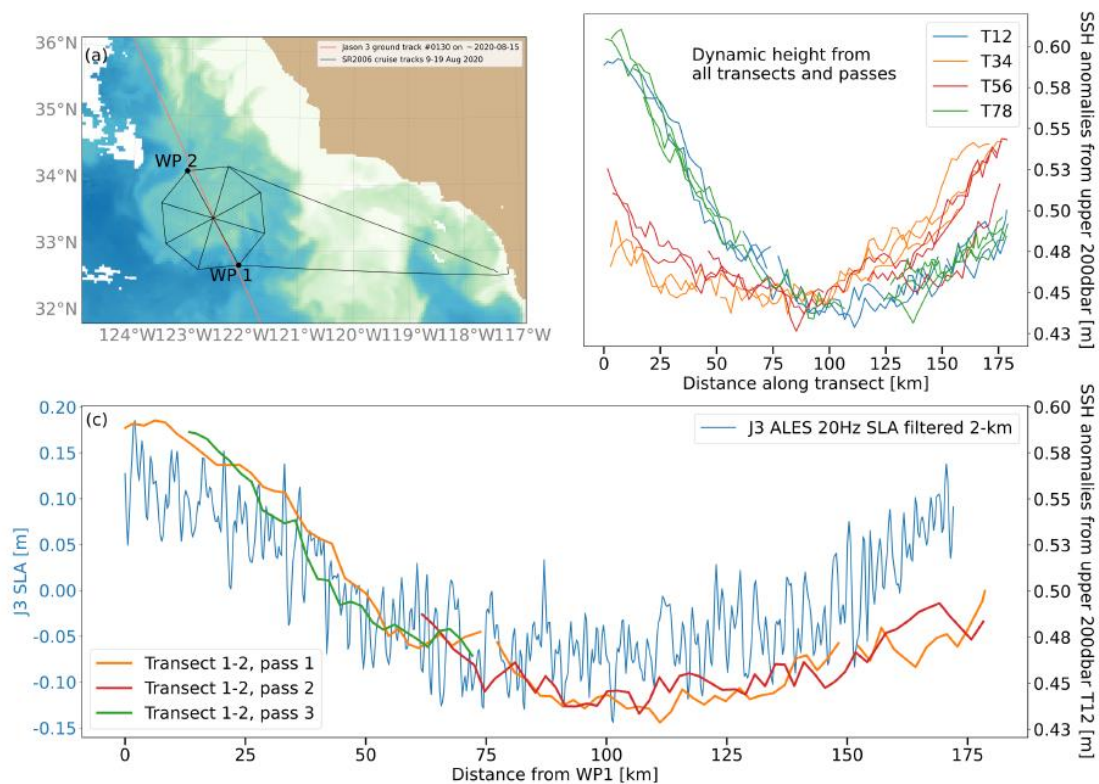 (a)
Jason 3 ground track #0130 on ~ 2020-08-15
SR2006 cruise tracks 9-19 Aug 2020
36°N
35°N
34°N
33°N
32°N
WP 2
WP 1
124°W123°W122°W121°W120°W119°W118°W117°W
Dynamic height from
all transects and passes
T12
T34
T56
T78
0.60
0.58
0.55
0.53
0.50
0.48
0.45
0.43
SSH anomalies from upper 200dbar [m]
0 25 50 75 100 125 150 175
Distance along transect [km]
(c)
J3 ALES 20Hz SLA filtered 2-km
0.20
0.15
0.10
0.05
0.00
-0.05
-0.10
-0.15
J3 SLA [m]
Transect 1-2, pass 1
Transect 1-2, pass 2
Transect 1-2, pass 3
0.60
0.58
0.55
0.53
0.50
0.48
0.45
0.43
SSH anomalies from upper 200dbar T12 [m]
0 25 50 75 100 125 150 175
Distance from WP1 [km]